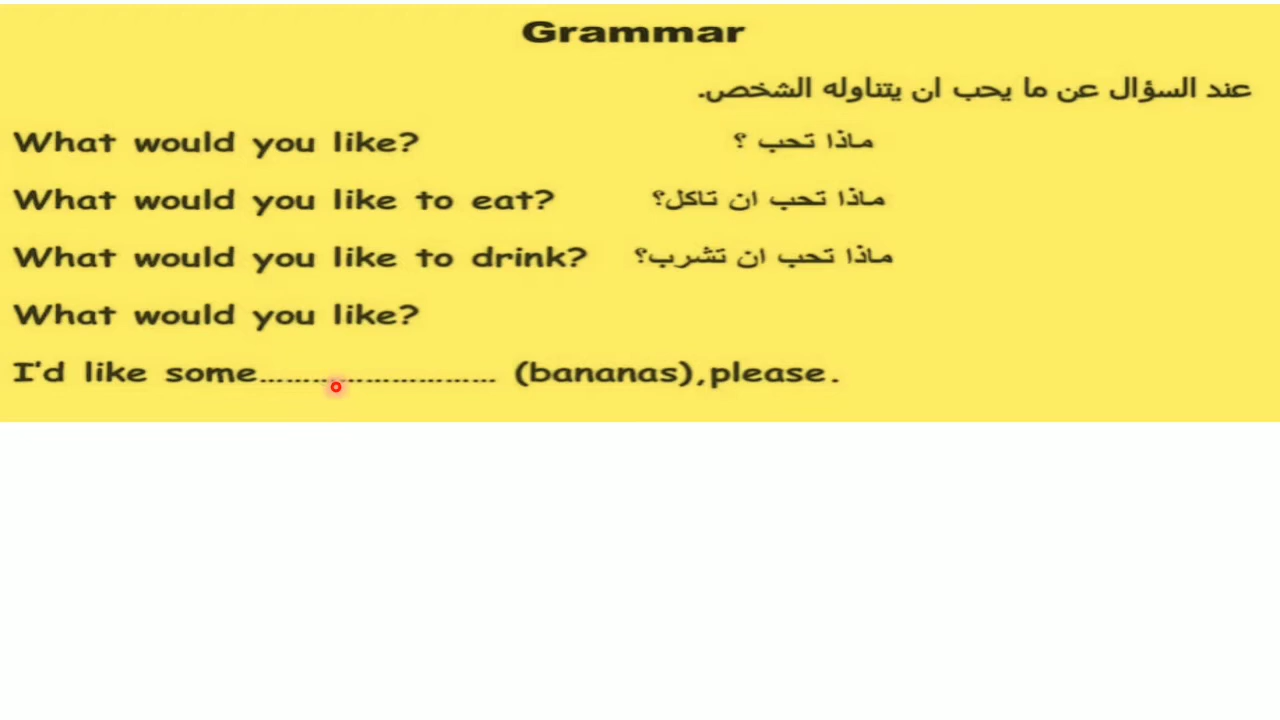 Grammar
عند السؤال عن ما يحب ان يتناوله الشخص.
What would you like? ماذا تحب ؟
What would you like to eat? ماذا تحب ان تاكل؟
What would you like to drink? ماذا تحب ان تشرب؟
What would you like?
I'd like some........................... (bananas),please.